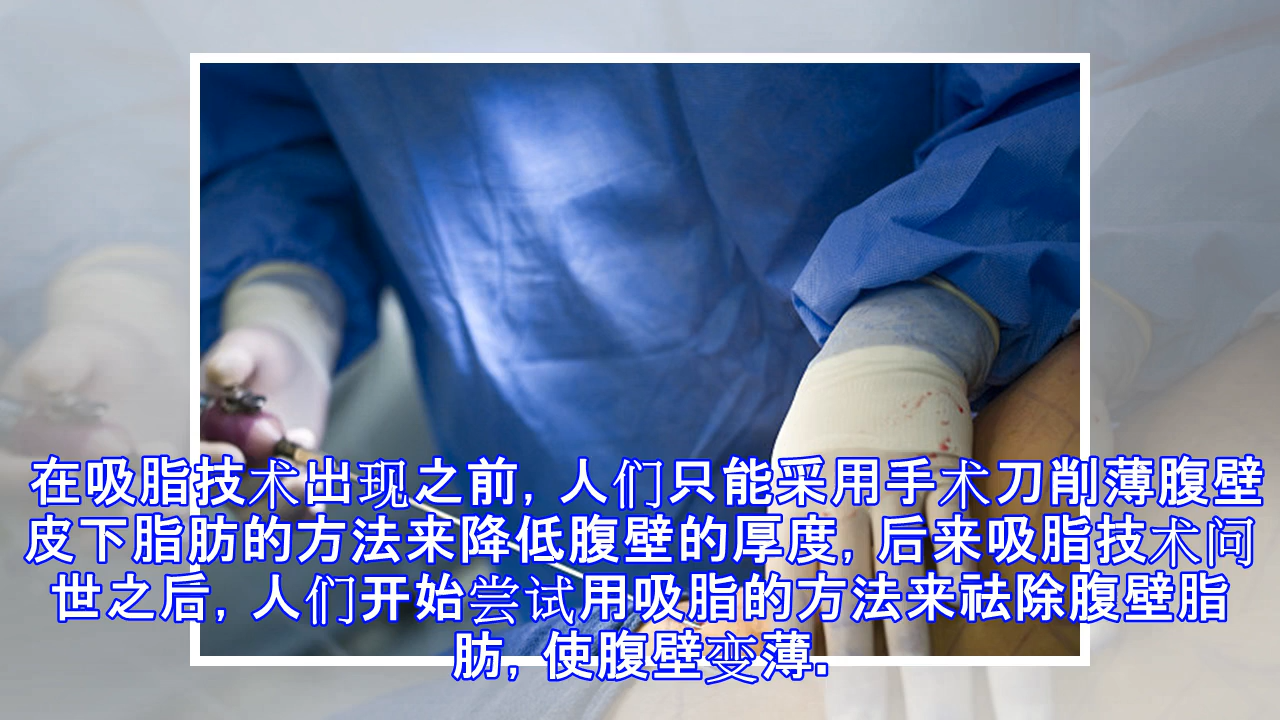 在吸脂技术出现之前, 人们只能采用手术刀削薄腹壁
皮下脂肪的方法来降低腹壁的厚度, 后来吸脂技术问
世之后, 人们开始尝试用吸脂的方法来祛除腹壁脂
肪, 使腹壁变薄.